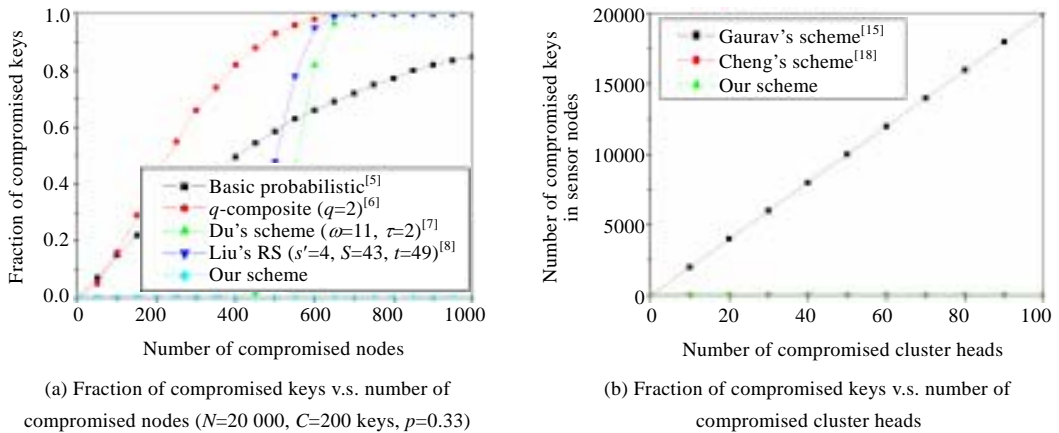 Fraction of compromised keys
1.0
0.8
0.6
0.4
0.2
0.0
Basic probabilistic[5]
q-composite (q=2)[6]
Du's scheme (ω=11, τ=2)[7]
Liu's RS (s′=4, S=43, t=49)[8]
Our scheme
0 200 400 600 800 1000
Number of compromised nodes
(a) Fraction of compromised keys v.s. number of
compromised nodes (N=20 000, C=200 keys, p=0.33)
Number of compromised keys
in sensor nodes
20000
15000
10000
5000
0
Gaurav's scheme[15]
Cheng's scheme[18]
Our scheme
0 20 40 60 80 100
Number of compromised cluster heads
(b) Fraction of compromised keys v.s. number of
compromised cluster heads